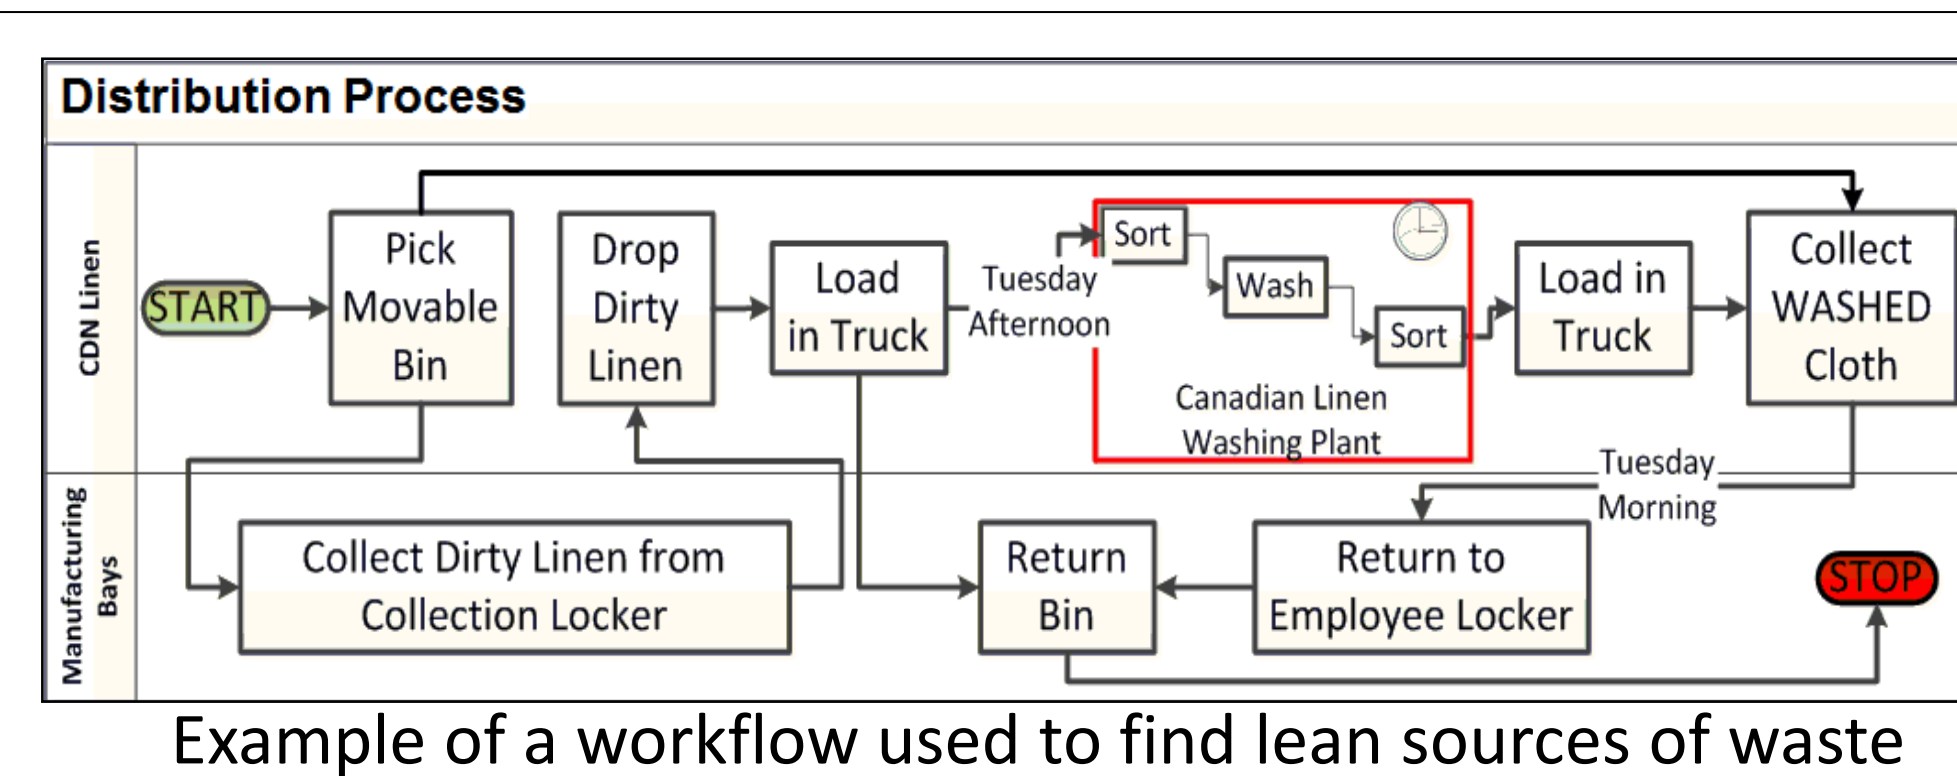 Distribution Process
CDN Linen
START
Pick
Movable
Bin
Drop
Dirty
Linen
Load
in Truck
Tuesday
Afternoon
Sort
Wash
Sort
Canadian Linen
Washing Plant
Load in
Truck
Collect
WASHED
Cloth
Tuesday
Morning
Manufacturing
Bays
Collect Dirty Linen from
Collection Locker
Return
Bin
Return to
Employee Locker
STOP
Example of a workflow used to find lean sources of waste